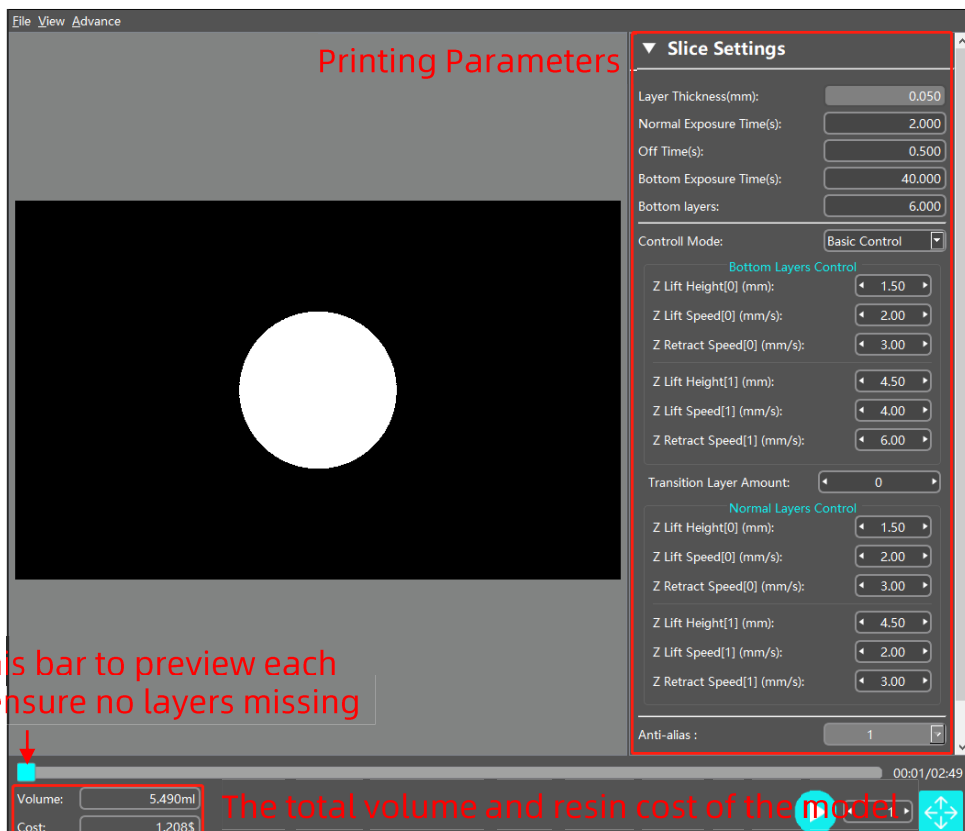 File View Advance
Printing Parameters
▼ Slice Settings
Layer Thickness(mm): 0.050
Normal Exposure Time(s): 2.000
Off Time(s): 0.500
Bottom Exposure Time(s): 40.000
Bottom layers: 6.000
Controll Mode: Basic Control
Bottom Layers Control
Z Lift Height[0] (mm): 1.50
Z Lift Speed[0] (mm/s): 2.00
Z Retract Speed[0] (mm/s): 3.00
Z Lift Height[1] (mm): 4.50
Z Lift Speed[1] (mm/s): 4.00
Z Retract Speed[1] (mm/s): 6.00
Transition Layer Amount: 0
Normal Layers Control
Z Lift Height[0] (mm): 1.50
Z Lift Speed[0] (mm/s): 2.00
Z Retract Speed[0] (mm/s): 3.00
Z Lift Height[1] (mm): 4.50
Z Lift Speed[1] (mm/s): 2.00
Z Retract Speed[1] (mm/s): 3.00
Anti-alias : 1
bar to preview each
layers missing
no
00:01/02:49
Volume: 5.490ml
Cost: 1.208$
The total volume and resin cost of the model
1